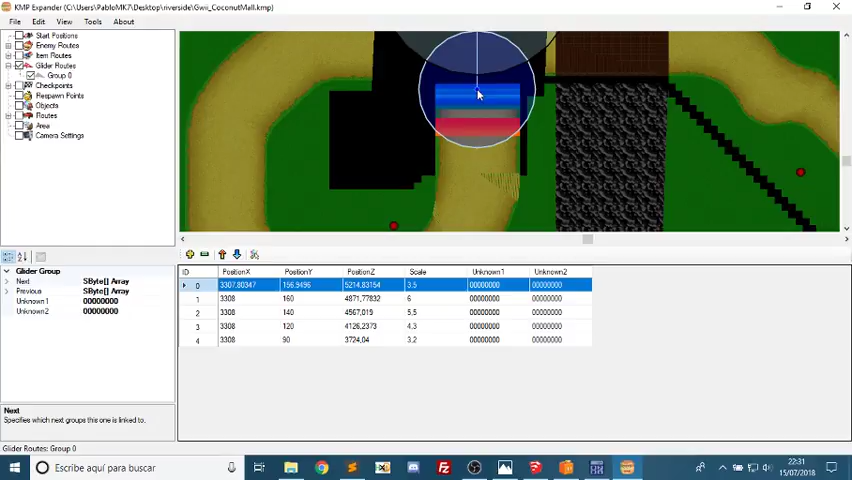 KMP Expander (C:\Users\PabloMK7\Desktop\riverside\Gwii_CoconutMall.kmp)
File Edit View Tools About
Start Positions
Enemy Routes
Item Routes
Glider Routes
Group 0
Checkpoints
Respawn Points
Objects
Routes
Area
Camera Settings
Glider Group
Next SByte[] Array
Previous SByte[] Array
Unknown1 00000000
Unknown2 00000000
ID PositionX PositionY PositionZ Scale Unknown1 Unknown2
0 3307.80347 156.9496 5214.83154 3.5 00000000 00000000
1 3308 160 4871,77832 6 00000000 00000000
2 3308 140 4567,019 5,5 00000000 00000000
3 3308 120 4126,2373 4.3 00000000 00000000
4 3308 90 3724,04 3.2 00000000 00000000
Next
Specifies which next groups this one is linked to.
Glider Routes: Group 0
Escribe aquí para buscar
22:31
15/07/2018